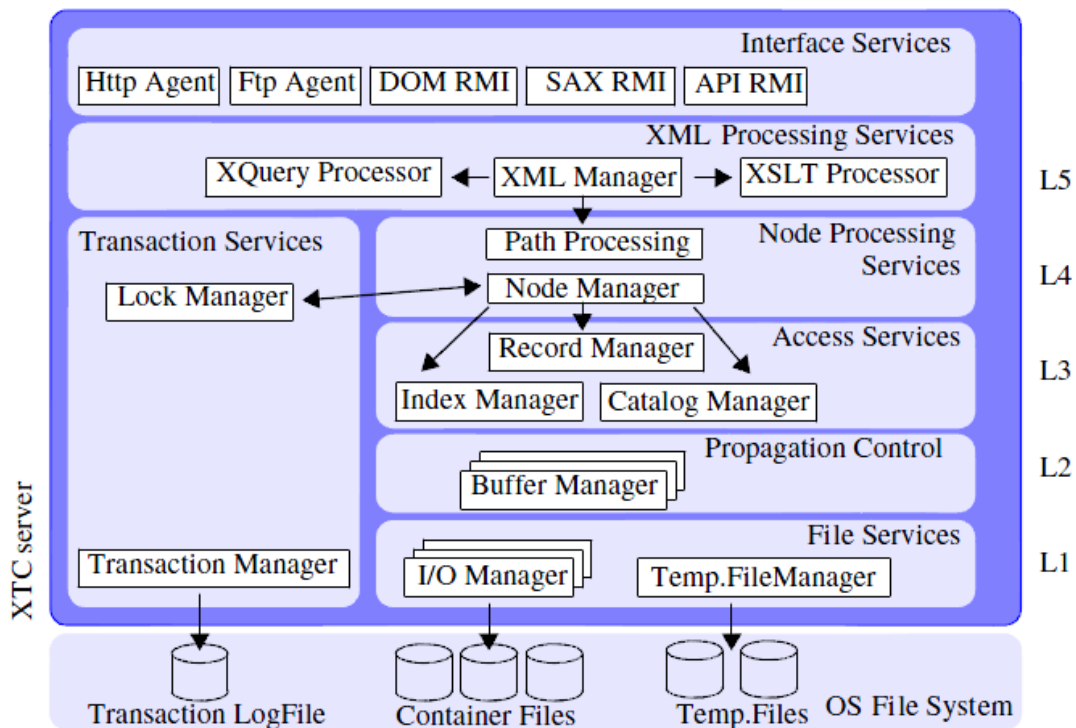 Interface Services
Http Agent
Ftp Agent
DOM RMI
SAX RMI
API RMI
XML Processing Services
XQuery Processor
XML Manager
XSLT Processor
L5
Transaction Services
Path Processing
Node Processing
Services
Lock Manager
Node Manager
L4
Access Services
Record Manager
L3
Index Manager
Catalog Manager
Propagation Control
Buffer Manager
L2
File Services
Transaction Manager
I/O Manager
Temp.FileManager
L1
XTC server
Transaction LogFile
Container Files
Temp.Files
OS File System